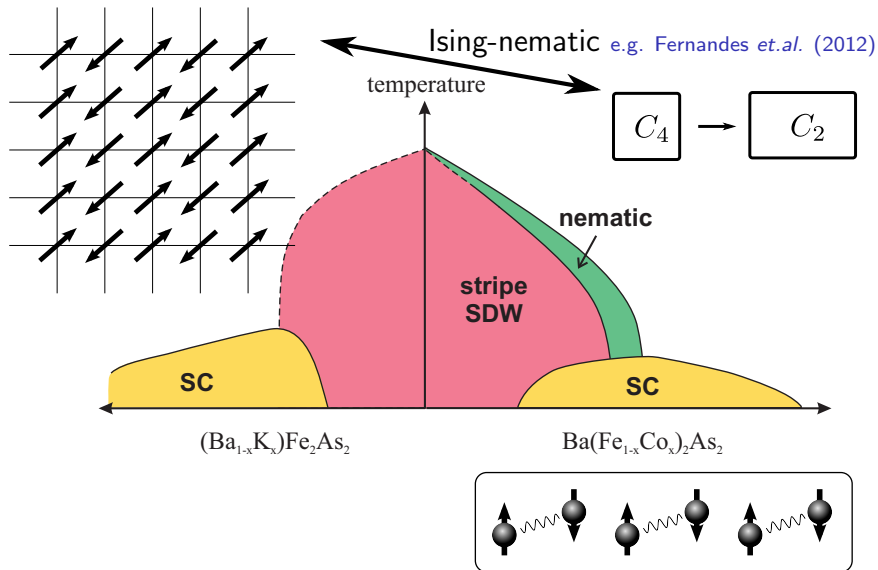 Ising-nematic e.g. Fernandes et.al. (2012)
temperature
C₄ → C₂
nematic
stripe
SDW
SC
SC
(Ba₁₋ₓKₓ)Fe₂As₂
Ba(Fe₁₋ₓCoₓ)₂As₂